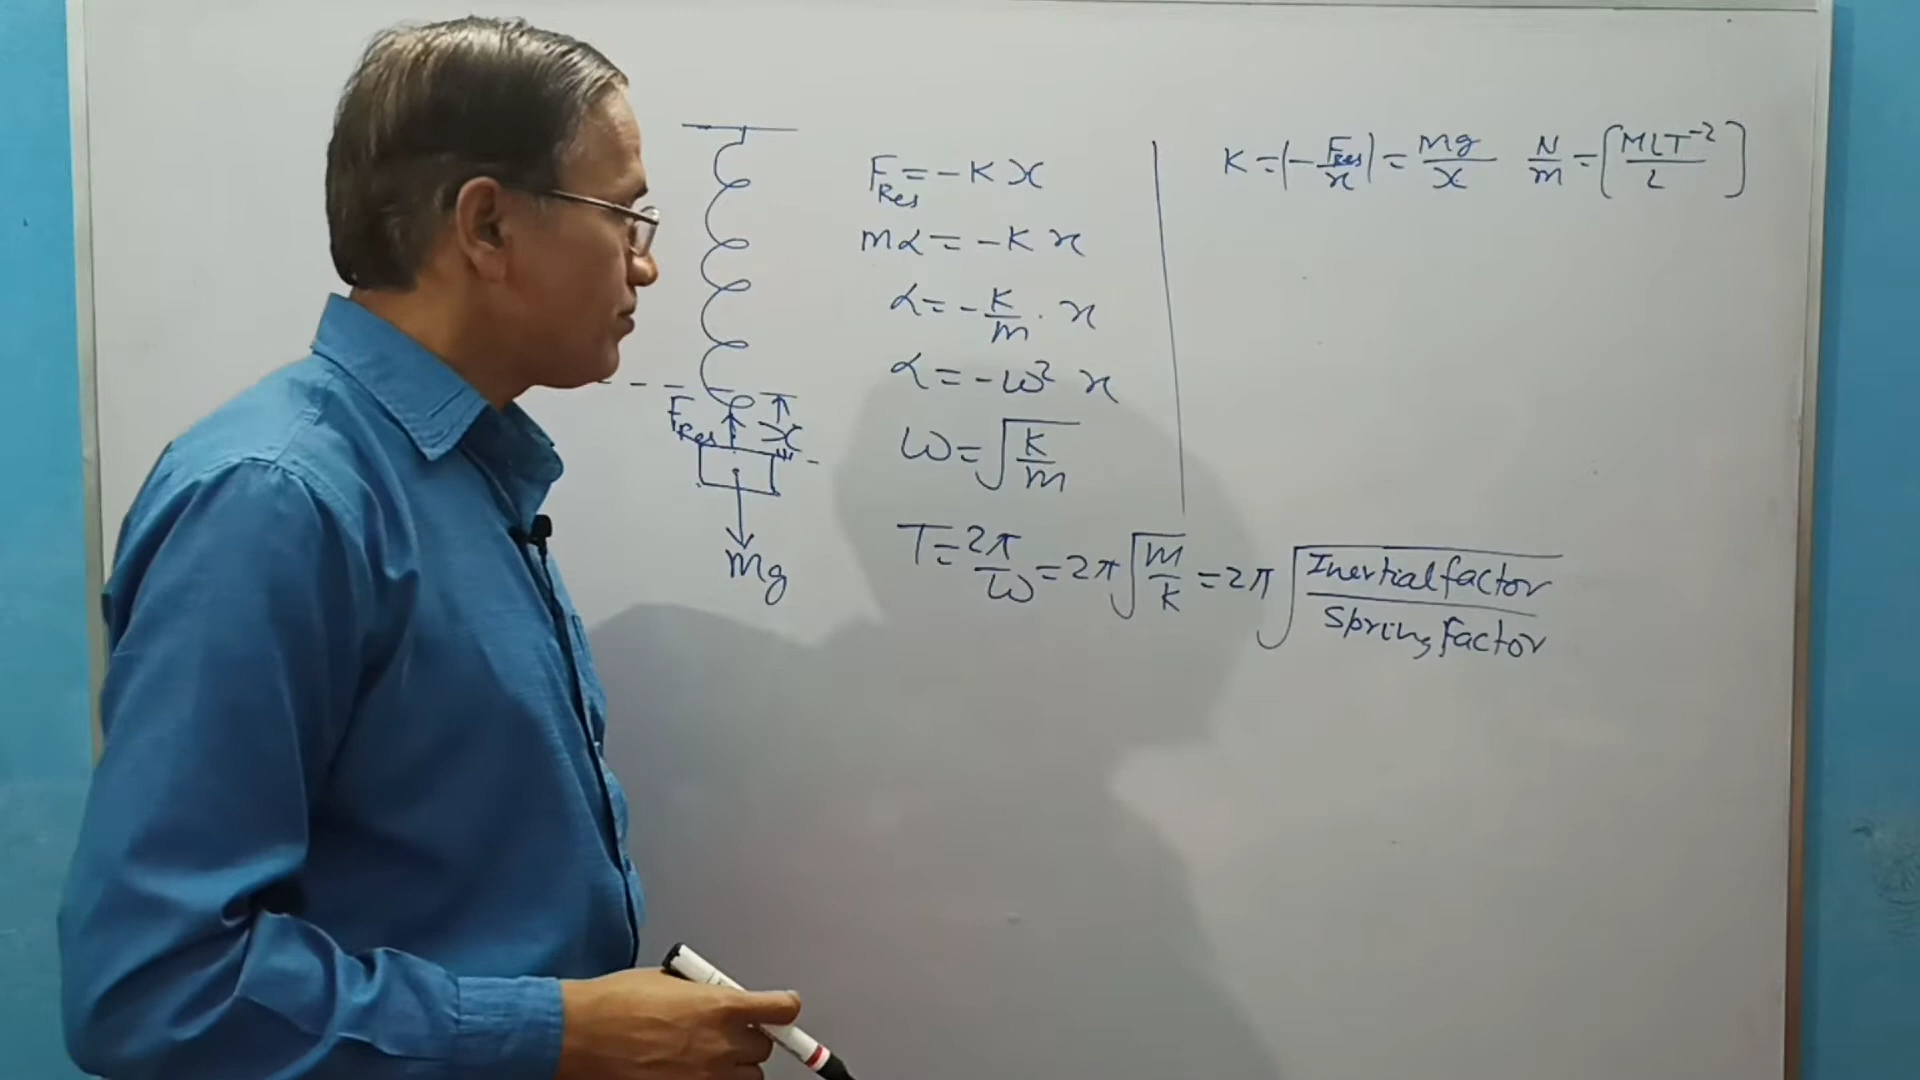 F_Res = -K x
mα = -K x
α = -K/m . x
α = -ω² x
ω = √(K/m)
T = 2π/ω = 2π√(m/k) = 2π√(Inertial factor/Spring factor)
F_Res x
mg
K = |-F_Res/x| = mg/x N/m = [MLT⁻²/L]